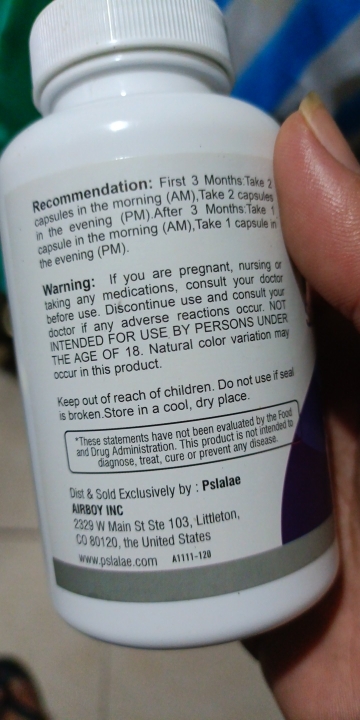 Recommendation: First 3 Months:Take 2
capsules in the morning (AM),Take 2 capsules
in the evening (PM).After 3 Months:Take 1
capsule in the morning (AM),Take 1 capsule in
the evening (PM).
Warning: If you are pregnant, nursing or
taking any medications, consult your doctor
before use. Discontinue use and consult your
doctor if any adverse reactions occur. NOT
INTENDED FOR USE BY PERSONS UNDER
THE AGE OF 18. Natural color variation may
occur in this product.
Keep out of reach of children. Do not use if seal
is broken.Store in a cool, dry place.
*These statements have not been evaluated by the Food
and Drug Administration. This product is not intended to
diagnose, treat, cure or prevent any disease.
Dist & Sold Exclusively by : Pslalae
AIRBOY INC
2329 W Main St Ste 103, Littleton,
CO 80120, the United States
www.pslalae.com A1111-120